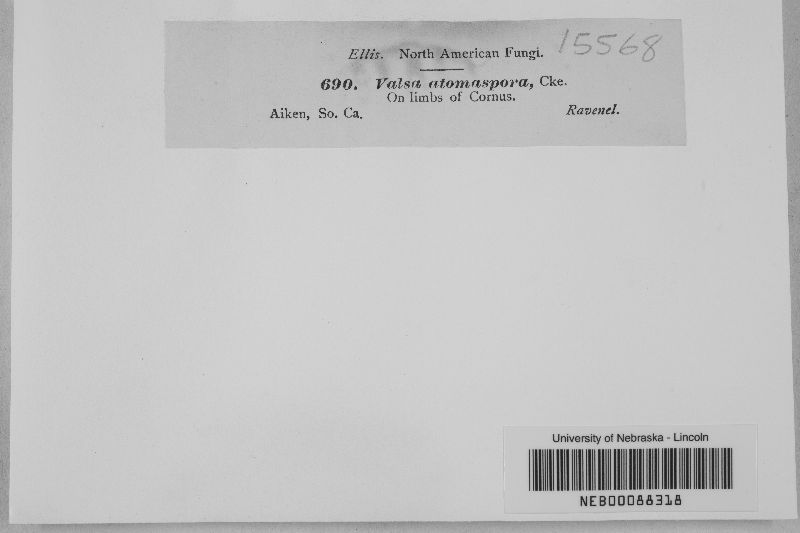 Ellis. North American Fungi. 15568
690. Valsa atomaspora, Cke.
On limbs of Cornus.
Aiken, So. Ca. Ravenel.
University of Nebraska - Lincoln
NEB00088318